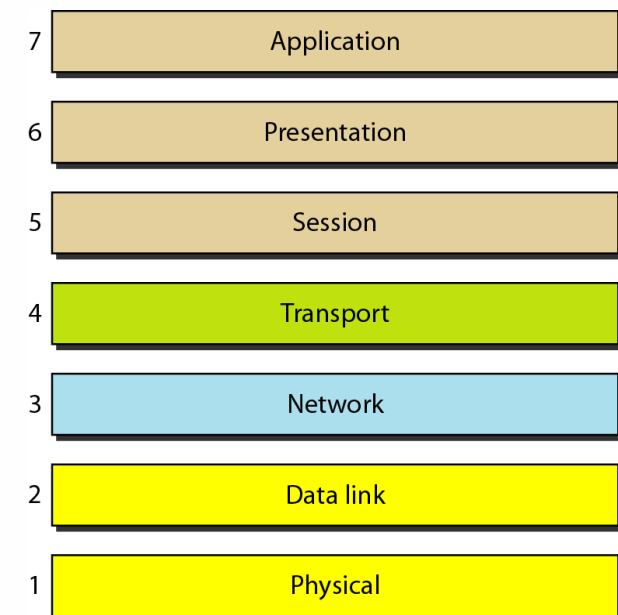 7 Application
6 Presentation
5 Session
4 Transport
3 Network
2 Data link
1 Physical